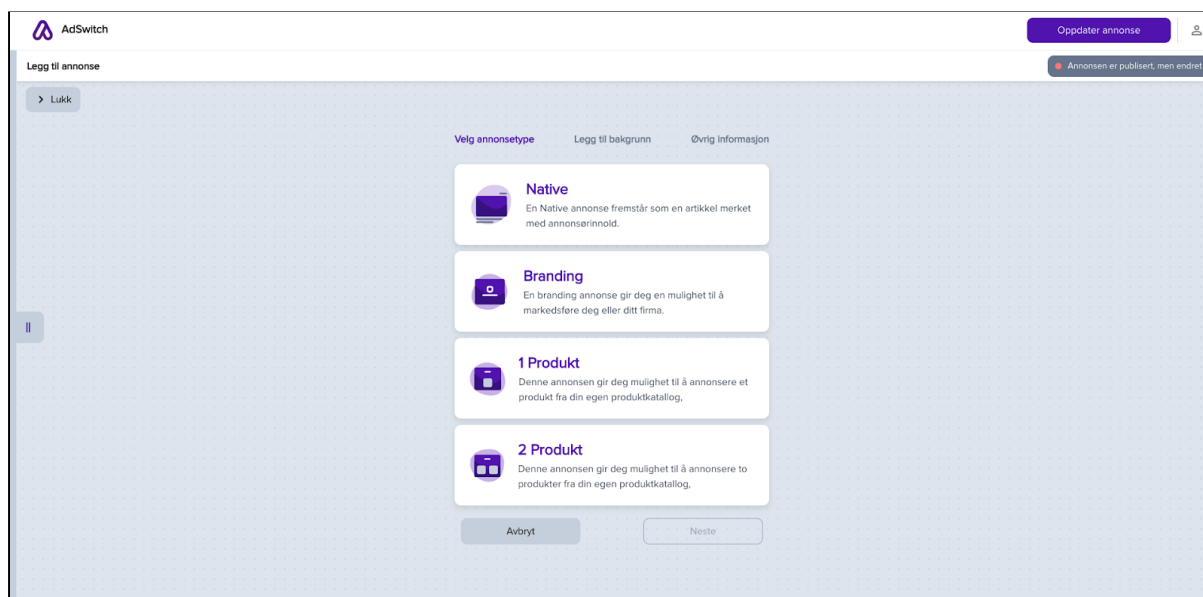 AdSwitch
Oppdater annonse
Legg til annonse
Annonsen er publisert, men endret
Lukk
Velg annonsetype
Legg til bakgrunn
Øvrig informasjon
Native
En Native annonse fremstår som en artikkel merket
med annonsørinnold.
Branding
En branding annonse gir deg en mulighet til å
markedsføre deg eller ditt firma.
1 Produkt
Denne annonsen gir deg mulighet til å annonsere et
produkt fra din egen produktkatallog,
2 Produkt
Denne annonsen gir deg mulighet til å annonsere to
produkter fra din egen produktkatallog,
Avbryt
Neste